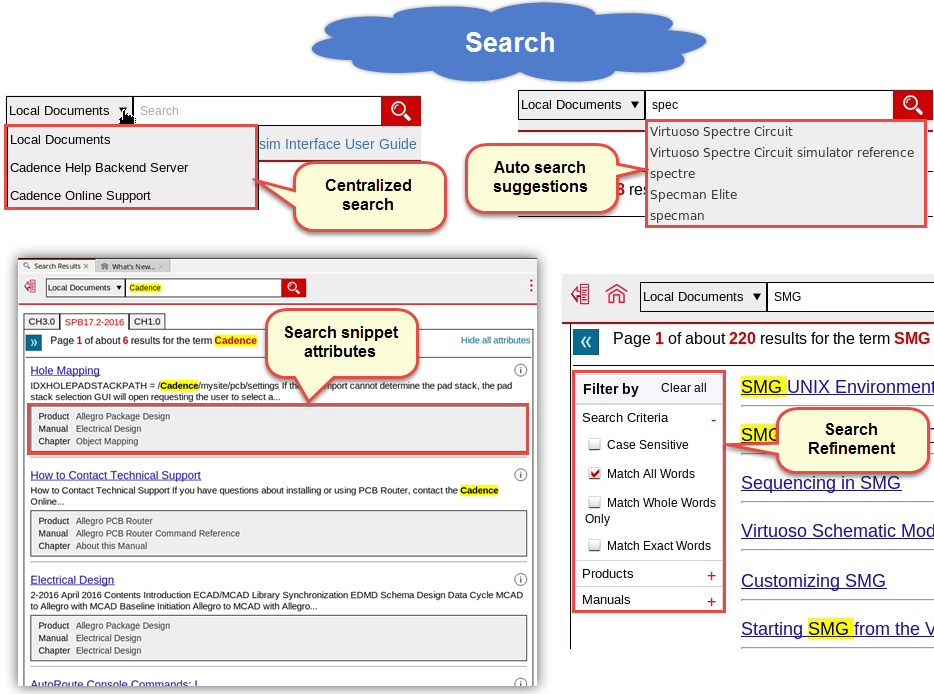 Search
Local Documents ▼
Search
Local Documents
Cadence Help Backend Server
Cadence Online Support
sim Interface User Guide
Centralized
search
Local Documents ▼
spec
Virtuoso Spectre Circuit
Virtuoso Spectre Circuit simulator reference
spectre
Specman Elite
specman
8 res
Auto search
suggestions
Search Results ×
What's New... ×
Local Documents ▼
Cadence
CH3.0
SPB17.2-2016
CH1.0
» Page 1 of about 6 results for the term Cadence
Hide all attributes
Search snippet
attributes
Hole Mapping
IDXHOLEPADSTACKPATH = /Cadence/mysite/pcb/settings If the import cannot determine the pad stack, the pad
stack selection GUI will open requesting the user to select a...
Product Allegro Package Design
Manual Electrical Design
Chapter Object Mapping
How to Contact Technical Support
How to Contact Technical Support If you have questions about installing or using PCB Router, contact the Cadence
Online...
Product Allegro PCB Router
Manual Allegro PCB Router Command Reference
Chapter About this Manual
Electrical Design
2-2016 April 2016 Contents Introduction ECAD/MCAD Library Synchronization EDMD Schema Design Data Cycle MCAD
to Allegro with MCAD Baseline Initiation Allegro to MCAD with Allegro...
Product Allegro Package Design
Manual Electrical Design
Chapter Electrical Design
AutoRoute Console Commands:
Local Documents ▼
SMG
« Page 1 of about 220 results for the term SMG
Filter by
Clear all
Search Criteria -
Case Sensitive
Match All Words
Match Whole Words
Only
Match Exact Words
Products +
Manuals +
SMG UNIX Environment
SMG
Search
Refinement
Sequencing in SMG
Virtuoso Schematic Mod
Customizing SMG
Starting SMG from the V